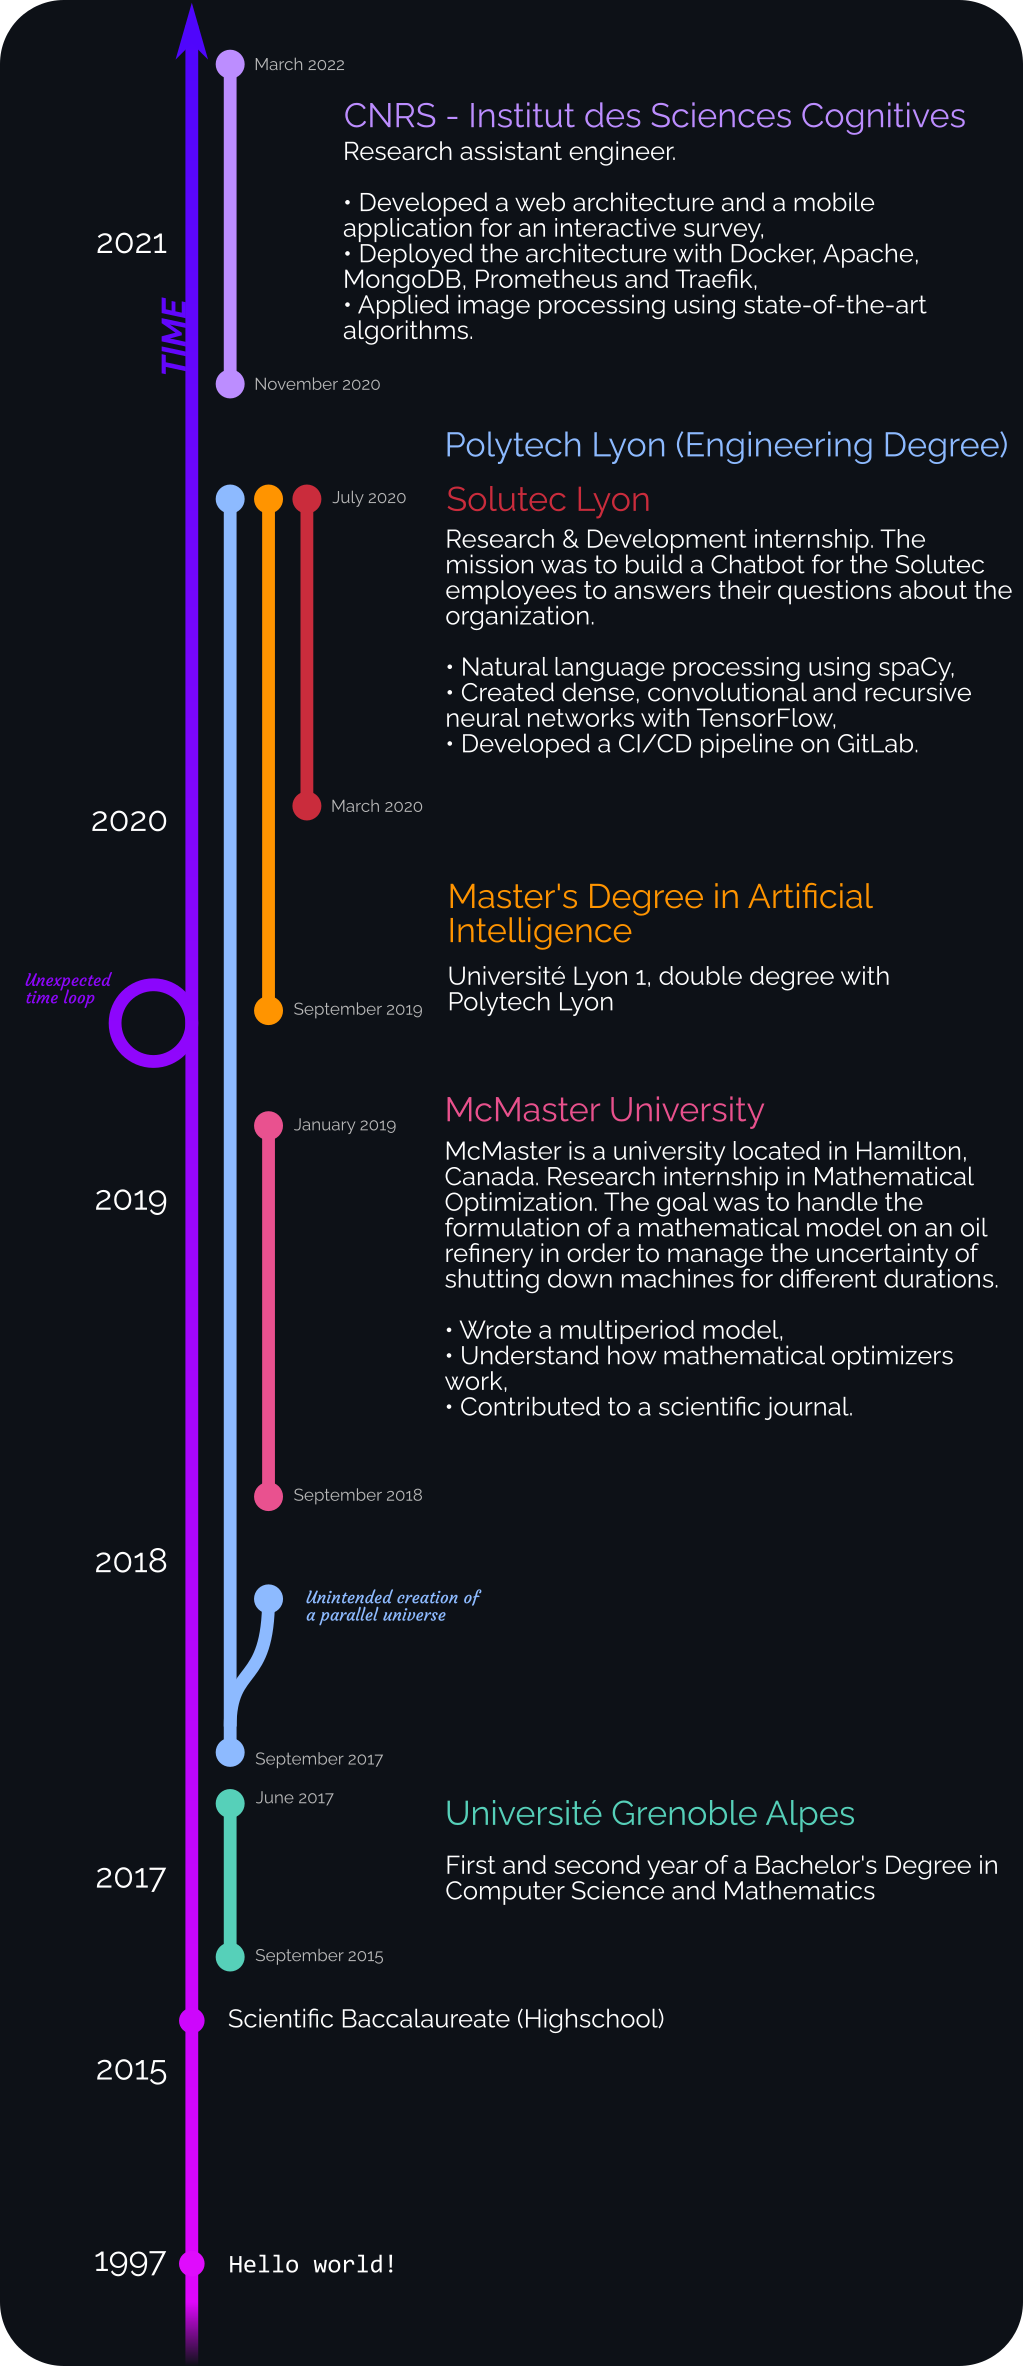 March 2022
CNRS - Institut des Sciences Cognitives
Research assistant engineer.
• Developed a web architecture and a mobile
application for an interactive survey,
2021
• Deployed the architecture with Docker, Apache,
MongoDB, Prometheus and Traefik,
• Applied image processing using state-of-the-art
algorithms.
TIME
November 2020
Polytech Lyon (Engineering Degree)
July 2020
Solutec Lyon
Research & Development internship. The
mission was to build a Chatbot for the Solutec
employees to answers their questions about the
organization.
• Natural language processing using spaCy,
• Created dense, convolutional and recursive
neural networks with TensorFlow,
• Developed a CI/CD pipeline on GitLab.
March 2020
2020
Master's Degree in Artificial
Intelligence
Université Lyon 1, double degree with
Polytech Lyon
Unexpected
time loop
September 2019
McMaster University
January 2019
McMaster is a university located in Hamilton,
Canada. Research internship in Mathematical
Optimization. The goal was to handle the
formulation of a mathematical model on an oil
refinery in order to manage the uncertainty of
shutting down machines for different durations.
2019
• Wrote a multiperiod model,
• Understand how mathematical optimizers
work,
• Contributed to a scientific journal.
September 2018
2018
Unintended creation of
a parallel universe
September 2017
June 2017
Université Grenoble Alpes
First and second year of a Bachelor's Degree in
Computer Science and Mathematics
2017
September 2015
Scientific Baccalaureate (Highschool)
2015
1997
Hello world!